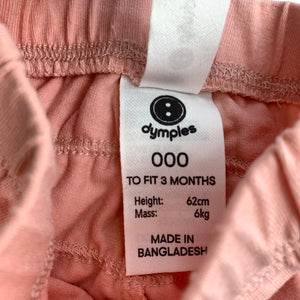 dymples
000
TO FIT 3 MONTHS
Height: 62cm
Mass: 6kg
MADE IN
BANGLADESH